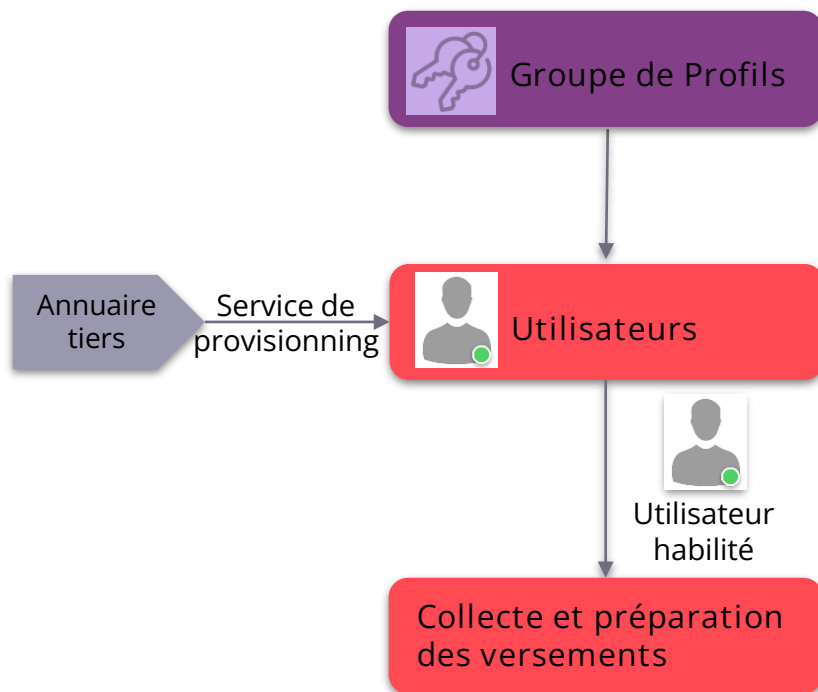 Groupe de Profils
Annuaire
tiers
Service de
provisionning
Utilisateurs
Utilisateur
habilité
Collecte et préparation
des versements